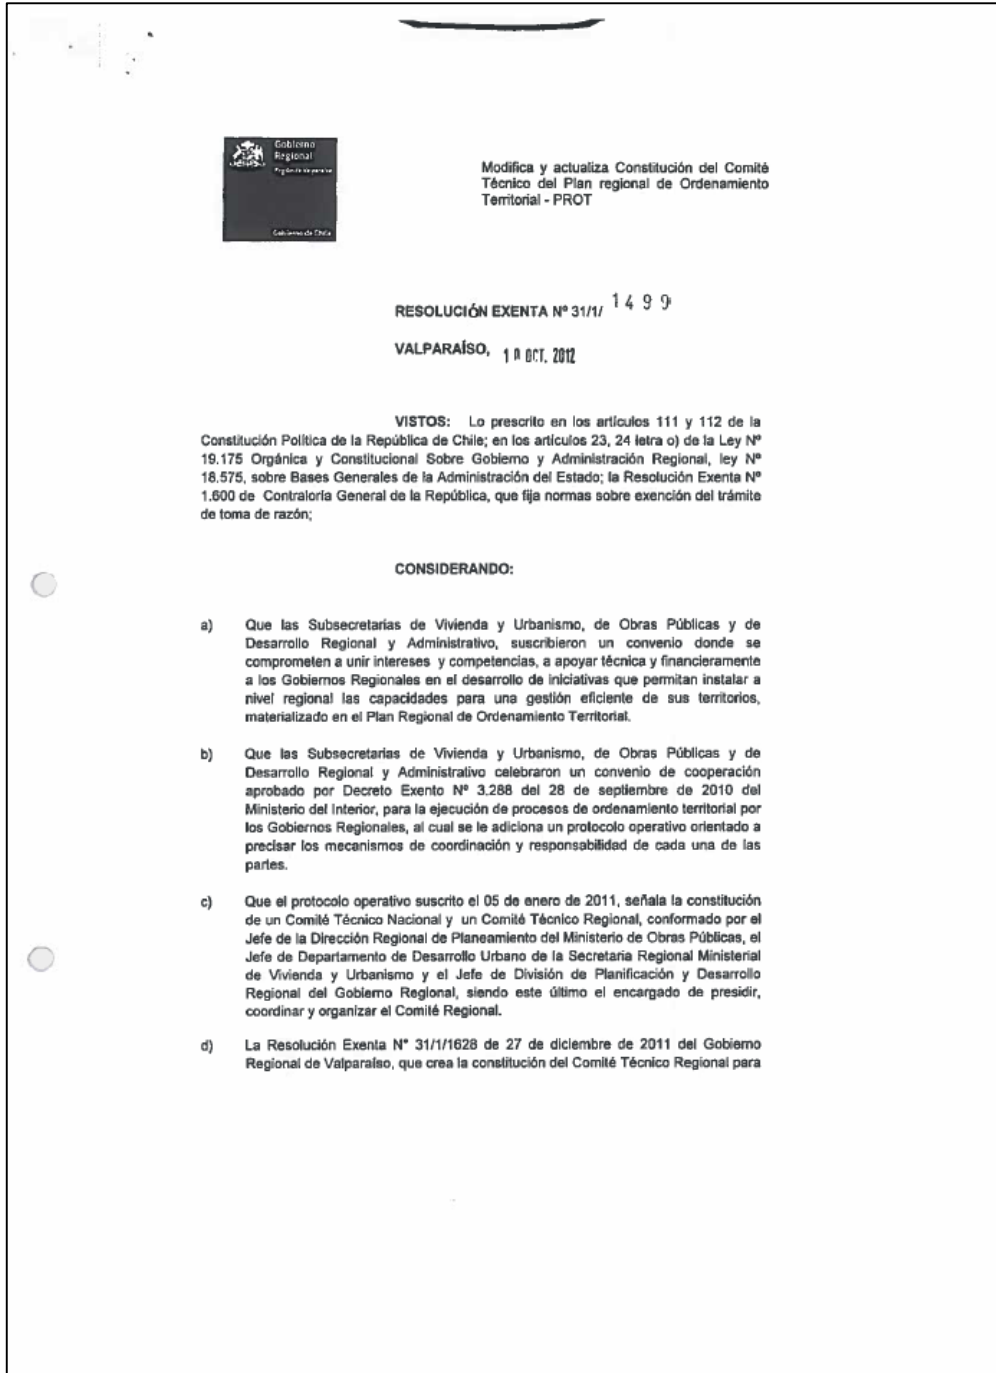 Gobierno
Regional
Región de Valparaíso
Gobierno de Chile
Modifica y actualiza Constitución del Comité
Técnico del Plan regional de Ordenamiento
Territorial - PROT
RESOLUCIÓN EXENTA Nº 31/1/ 1499
VALPARAÍSO, 10 OCT. 2012
VISTOS: Lo prescrito en los artículos 111 y 112 de la
Constitución Política de la República de Chile; en los artículos 23, 24 letra o) de la Ley Nº
19.175 Orgánica y Constitucional Sobre Gobierno y Administración Regional, ley Nº
18.575, sobre Bases Generales de la Administración del Estado; la Resolución Exenta Nº
1.600 de Contraloría General de la República, que fija normas sobre exención del trámite
de toma de razón;
CONSIDERANDO:
a) Que las Subsecretarías de Vivienda y Urbanismo, de Obras Públicas y de
Desarrollo Regional y Administrativo, suscribieron un convenio donde se
comprometen a unir intereses y competencias, a apoyar técnica y financieramente
a los Gobiernos Regionales en el desarrollo de iniciativas que permitan instalar a
nivel regional las capacidades para una gestión eficiente de sus territorios,
materializado en el Plan Regional de Ordenamiento Territorial.
b) Que las Subsecretarías de Vivienda y Urbanismo, de Obras Públicas y de
Desarrollo Regional y Administrativo celebraron un convenio de cooperación
aprobado por Decreto Exento Nº 3.288 del 28 de septiembre de 2010 del
Ministerio del Interior, para la ejecución de procesos de ordenamiento territorial por
los Gobiernos Regionales, al cual se le adiciona un protocolo operativo orientado a
precisar los mecanismos de coordinación y responsabilidad de cada una de las
partes.
c) Que el protocolo operativo suscrito el 05 de enero de 2011, señala la constitución
de un Comité Técnico Nacional y un Comité Técnico Regional, conformado por el
Jefe de la Dirección Regional de Planeamiento del Ministerio de Obras Públicas, el
Jefe de Departamento de Desarrollo Urbano de la Secretaria Regional Ministerial
de Vivienda y Urbanismo y el Jefe de División de Planificación y Desarrollo
Regional del Gobierno Regional, siendo este último el encargado de presidir,
coordinar y organizar el Comité Regional.
d) La Resolución Exenta N° 31/1/1628 de 27 de diciembre de 2011 del Gobierno
Regional de Valparaíso, que crea la constitución del Comité Técnico Regional para